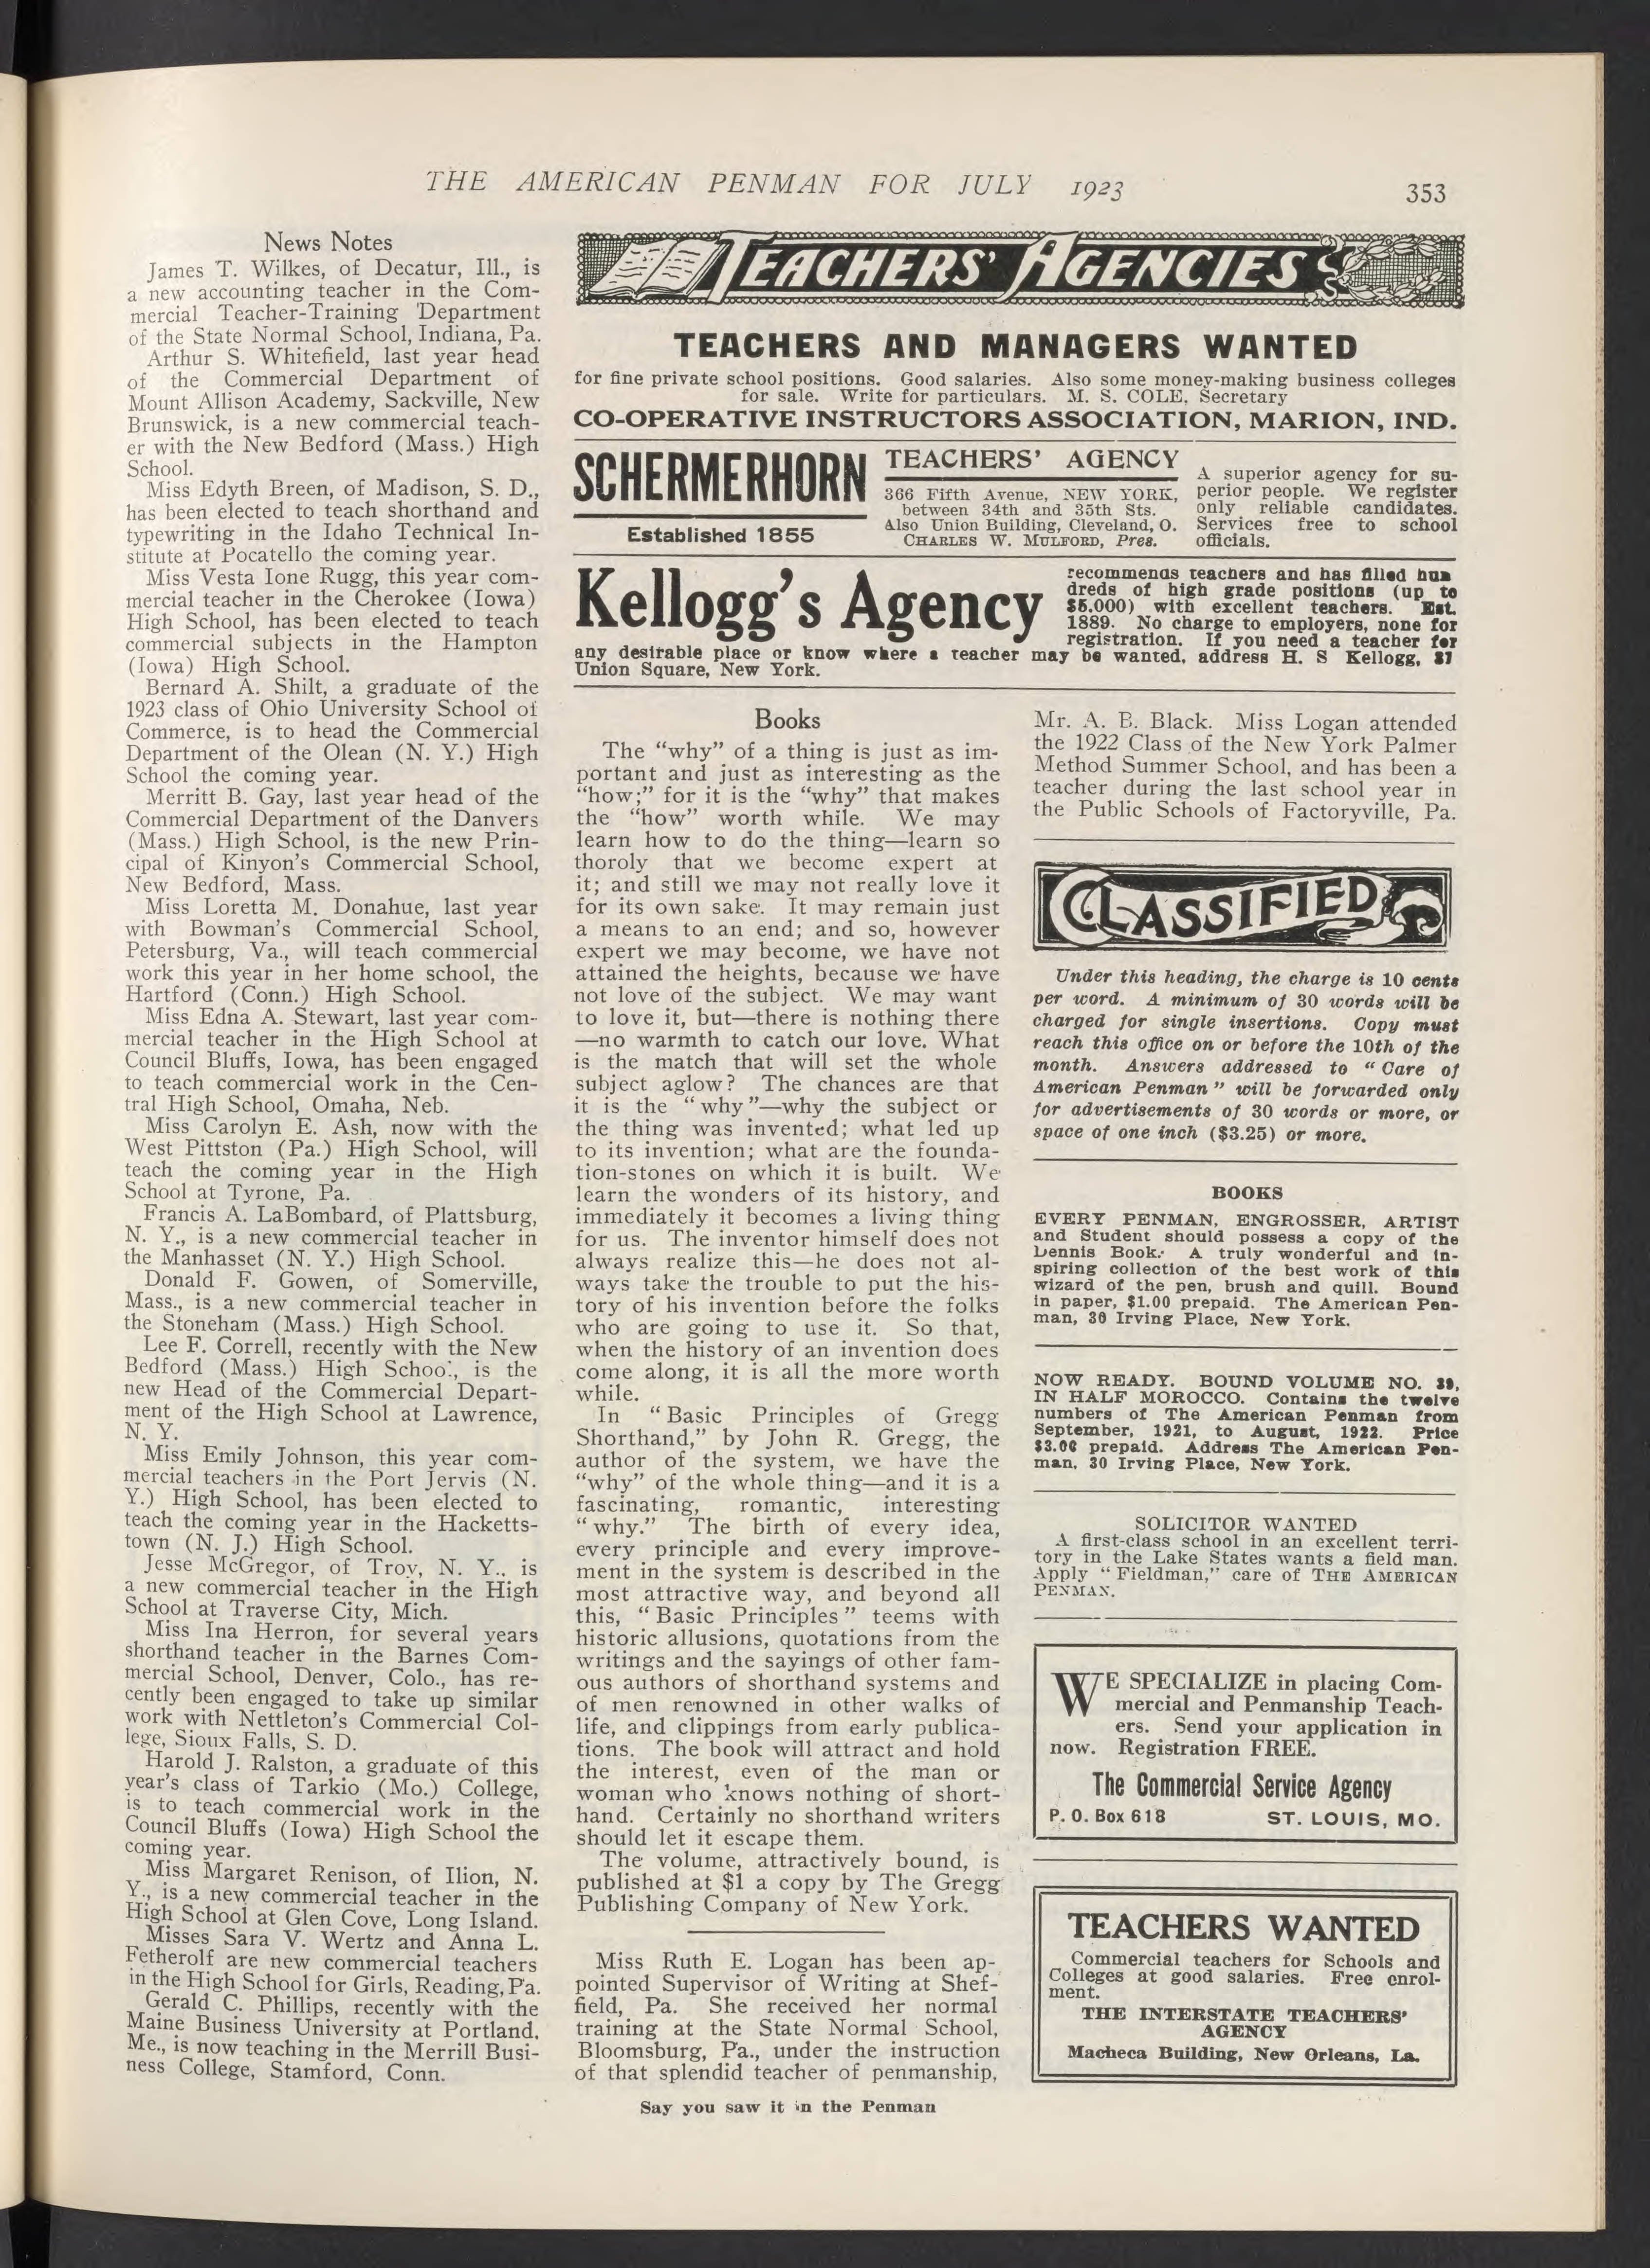 THE AMERICAN PENMAN FOR JULY 1923
353
News Notes
James T. Wilkes, of Decatur, Ill., is
a new accounting teacher in the Com-
mercial Teacher-Training Department
of the State Normal School, Indiana, Pa.
Arthur S. Whitefield, last year head
of the Commercial Department of
Mount Allison Academy, Sackville, New
Brunswick, is a new commercial teach-
er with the New Bedford (Mass.) High
School.
Miss Edyth Breen, of Madison, S. D.,
has been elected to teach shorthand and
typewriting in the Idaho Technical In-
stitute at Pocatello the coming year.
Miss Vesta Ione Rugg, this year com-
mercial teacher in the Cherokee (Iowa)
High School, has been elected to teach
commercial subjects in the Hampton
(Iowa) High School.
Bernard A. Shilt, a graduate of the
1923 class of Ohio University School of
Commerce, is to head the Commercial
Department of the Olean (N. Y.) High
School the coming year.
Merritt B. Gay, last year head of the
Commercial Department of the Danvers
(Mass.) High School, is the new Prin-
cipal of Kinyon's Commercial School,
New Bedford, Mass.
Miss Loretta M. Donahue, last year
with Bowman's Commercial School,
Petersburg, Va., will teach commercial
work this year in her home school, the
Hartford (Conn.) High School.
Miss Edna A. Stewart, last year com-
mercial teacher in the High School at
Council Bluffs, Iowa, has been engaged
to teach commercial work in the Cen-
tral High School, Omaha, Neb.
Miss Carolyn E. Ash, now with the
West Pittston (Pa.) High School, will
teach the coming year in the High
School at Tyrone, Pa.
Francis A. LaBombard, of Plattsburg,
N. Y., is a new commercial teacher in
the Manhasset (N. Y.) High School.
Donald F. Gowen, of Somerville,
Mass., is a new commercial teacher in
the Stoneham (Mass.) High School.
Lee F. Correll, recently with the New
Bedford (Mass.) High School, is the
new Head of the Commercial Depart-
ment of the High School at Lawrence,
N. Y.
Miss Emily Johnson, this year com-
mercial teachers in the Port Jervis (N.
Y.) High School, has been elected to
teach the coming year in the Hacketts-
town (N. J.) High School.
Jesse McGregor, of Troy, N. Y., is
a new commercial teacher in the High
School at Traverse City, Mich.
Miss Ina Herron, for several years
shorthand teacher in the Barnes Com-
mercial School, Denver, Colo., has re-
cently been engaged to take up similar
work with Nettleton's Commercial Col-
lege, Sioux Falls, S. D.
Harold J. Ralston, a graduate of this
year's class of Tarkio (Mo.) College,
is to teach commercial work in the
Council Bluffs (Iowa) High School the
coming year.
Miss Margaret Renison, of Ilion, N.
Y., is a new commercial teacher in the
High School at Glen Cove, Long Island.
Misses Sara V. Wertz and Anna L.
Fetherolf are new commercial teachers
in the High School for Girls, Reading, Pa.
Gerald C. Phillips, recently with the
Maine Business University at Portland,
Me., is now teaching in the Merrill Busi-
ness College, Stamford, Conn.
TEACHERS' AGENCIES
TEACHERS AND MANAGERS WANTED
for fine private school positions. Good salaries. Also some money-making business colleges
for sale. Write for particulars. M. S. COLE, Secretary
CO-OPERATIVE INSTRUCTORS ASSOCIATION, MARION, IND.
SCHERMERHORN
Established 1855
TEACHERS' AGENCY
366 Fifth Avenue, NEW YORK,
between 34th and 35th Sts.
Also Union Building, Cleveland, O.
CHARLES W. MULFORD, Pres.
A superior agency for su-
perior people. We register
only reliable candidates.
Services free to school
officials.
Kellogg's Agency
recommends teachers and has filled hun
dreds of high grade positions (up to
$5.000) with excellent teachers. Est.
1889. No charge to employers, none for
registration. If you need a teacher for
any desirable place or know where a teacher may be wanted, address H. S Kellogg, 31
Union Square, New York.
Books
The "why" of a thing is just as im-
portant and just as interesting as the
"how;" for it is the "why" that makes
the "how" worth while. We may
learn how to do the thing—learn so
thoroly that we become expert at
it; and still we may not really love it
for its own sake. It may remain just
a means to an end; and so, however
expert we may become, we have not
attained the heights, because we have
not love of the subject. We may want
to love it, but—there is nothing there
—no warmth to catch our love. What
is the match that will set the whole
subject aglow? The chances are that
it is the "why"—why the subject or
the thing was invented; what led up
to its invention; what are the founda-
tion-stones on which it is built. We
learn the wonders of its history, and
immediately it becomes a living thing
for us. The inventor himself does not
always realize this—he does not al-
ways take the trouble to put the his-
tory of his invention before the folks
who are going to use it. So that,
when the history of an invention does
come along, it is all the more worth
while.
In "Basic Principles of Gregg
Shorthand," by John R. Gregg, the
author of the system, we have the
"why" of the whole thing—and it is a
fascinating, romantic, interesting
"why." The birth of every idea,
every principle and every improve-
ment in the system is described in the
most attractive way, and beyond all
this, "Basic Principles" teems with
historic allusions, quotations from the
writings and the sayings of other fam-
ous authors of shorthand systems and
of men renowned in other walks of
life, and clippings from early publica-
tions. The book will attract and hold
the interest, even of the man or
woman who knows nothing of short-
hand. Certainly no shorthand writers
should let it escape them.
The volume, attractively bound, is
published at $1 a copy by The Gregg
Publishing Company of New York.
Miss Ruth E. Logan has been ap-
pointed Supervisor of Writing at Shef-
field, Pa. She received her normal
training at the State Normal School,
Bloomsburg, Pa., under the instruction
of that splendid teacher of penmanship,
Mr. A. B. Black. Miss Logan attended
the 1922 Class of the New York Palmer
Method Summer School, and has been a
teacher during the last school year in
the Public Schools of Factoryville, Pa.
CLASSIFIED
Under this heading, the charge is 10 cents
per word. A minimum of 30 words will be
charged for single insertions. Copy must
reach this office on or before the 10th of the
month. Answers addressed to "Care of
American Penman" will be forwarded only
for advertisements of 30 words or more, or
space of one inch ($3.25) or more.
BOOKS
EVERY PENMAN, ENGROSSER, ARTIST
and Student should possess a copy of the
Dennis Book. A truly wonderful and in-
spiring collection of the best work of this
wizard of the pen, brush and quill. Bound
in paper, $1.00 prepaid. The American Pen-
man, 30 Irving Place, New York.
NOW READY. BOUND VOLUME NO. 39,
IN HALF MOROCCO. Contains the twelve
numbers of The American Penman from
September, 1921, to August, 1922. Price
$3.00 prepaid. Address The American Pen-
man, 30 Irving Place, New York.
SOLICITOR WANTED
A first-class school in an excellent terri-
tory in the Lake States wants a field man.
Apply "Fieldman," care of THE AMERICAN
PENMAN.
WE SPECIALIZE in placing Com-
mercial and Penmanship Teach-
ers. Send your application in
now. Registration FREE.
The Commercial Service Agency
P. O. Box 618 ST. LOUIS, MO.
TEACHERS WANTED
Commercial teachers for Schools and
Colleges at good salaries. Free enrol-
ment.
THE INTERSTATE TEACHERS'
AGENCY
Macheca Building, New Orleans, La.
Say you saw it in the Penman